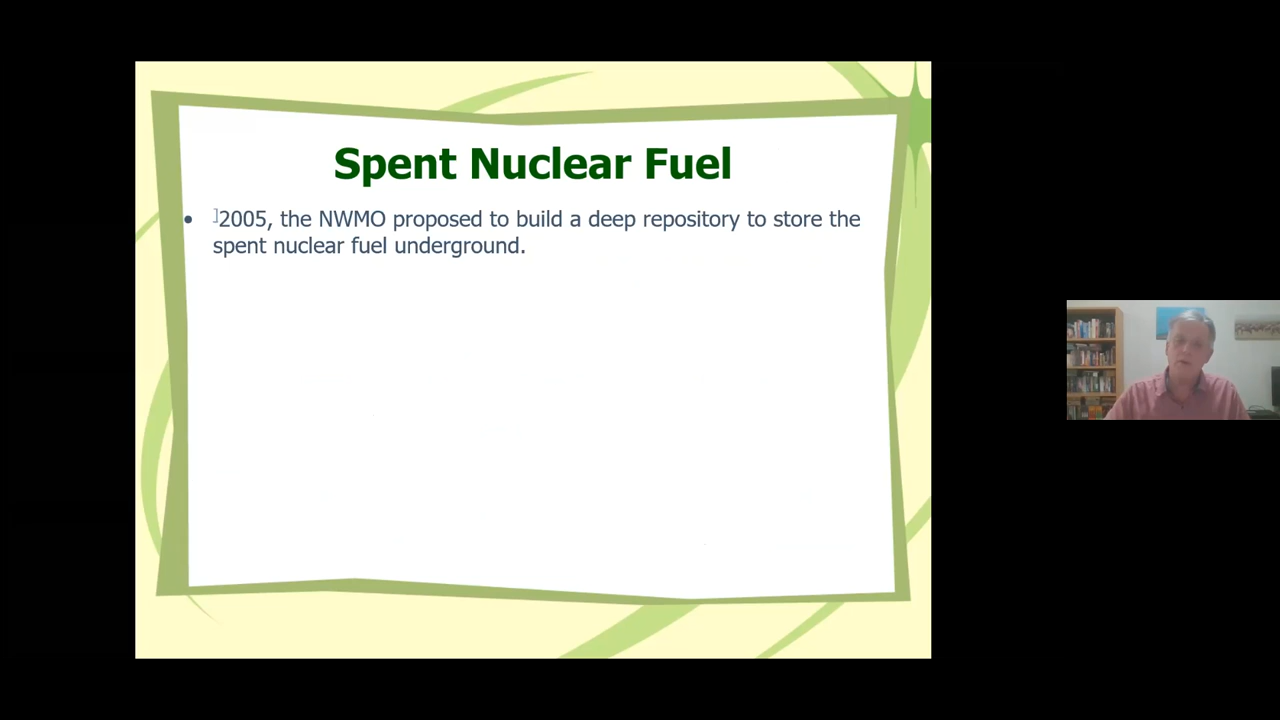 Spent Nuclear Fuel
• ]2005, the NWMO proposed to build a deep repository to store the
spent nuclear fuel underground.